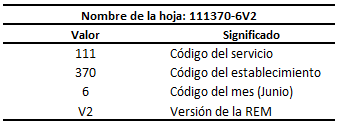 Nombre de la hoja: 111370-6V2
Valor Significado
111 Código del servicio
370 Código del establecimiento
6 Código del mes (Junio)
V2 Versión de la REM